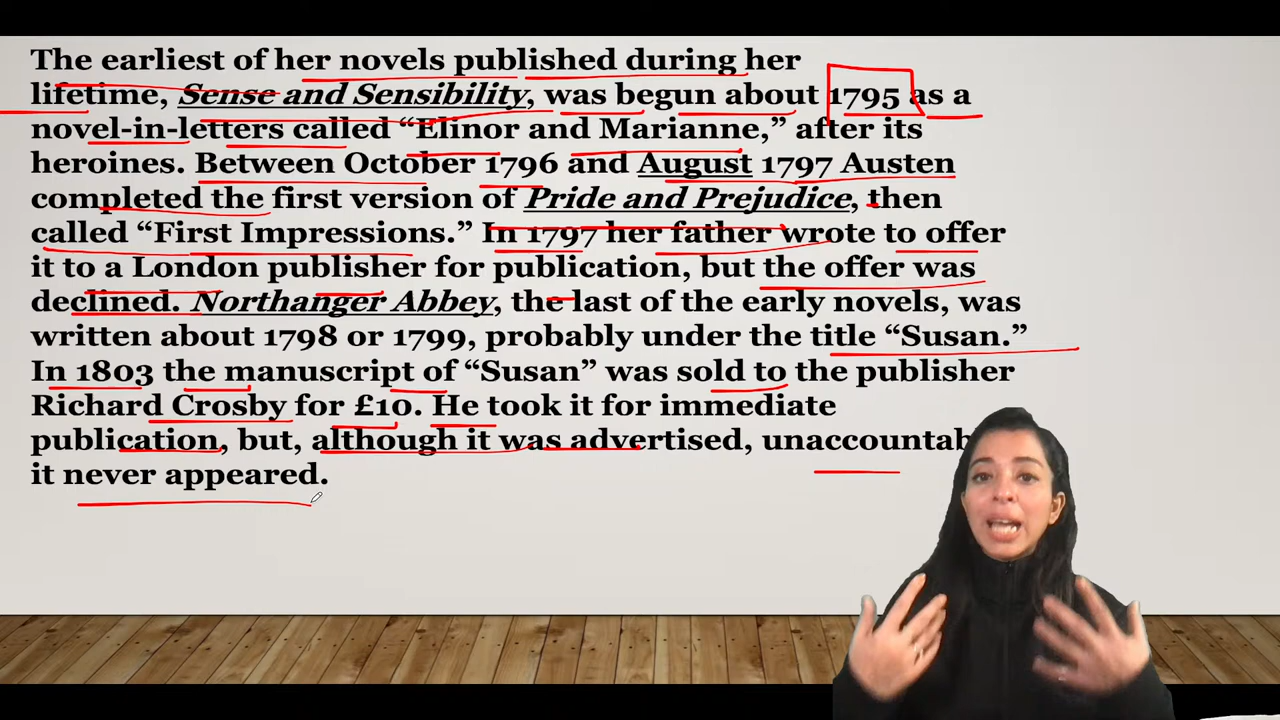 The earliest of her novels published during her
lifetime, Sense and Sensibility, was begun about 1795 as a
novel-in-letters called “Elinor and Marianne,” after its
heroines. Between October 1796 and August 1797 Austen
completed the first version of Pride and Prejudice, then
called “First Impressions.” In 1797 her father wrote to offer
it to a London publisher for publication, but the offer was
declined. Northanger Abbey, the last of the early novels, was
written about 1798 or 1799, probably under the title “Susan.”
In 1803 the manuscript of “Susan” was sold to the publisher
Richard Crosby for £10. He took it for immediate
publication, but, although it was advertised,
it never appeared.